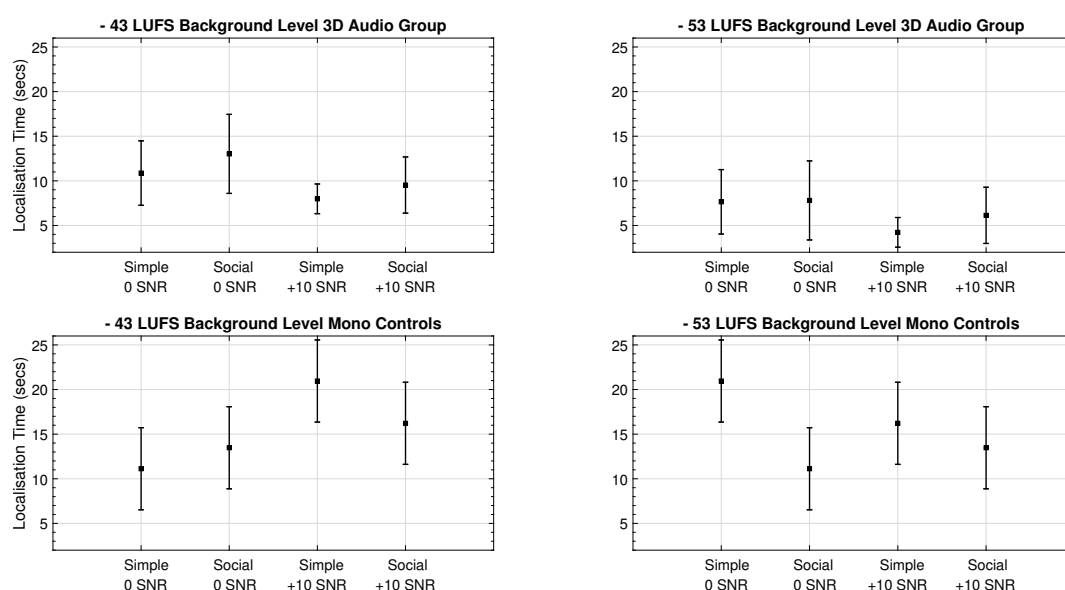 - 43 LUFS Background Level 3D Audio Group
Localisation Time (secs)
25
20
15
10
5
Simple Social Simple Social
0 SNR 0 SNR +10 SNR +10 SNR
- 53 LUFS Background Level 3D Audio Group
25
20
15
10
5
Simple Social Simple Social
0 SNR 0 SNR +10 SNR +10 SNR
- 43 LUFS Background Level Mono Controls
Localisation Time (secs)
25
20
15
10
5
Simple Social Simple Social
0 SNR 0 SNR +10 SNR +10 SNR
- 53 LUFS Background Level Mono Controls
25
20
15
10
5
Simple Social Simple Social
0 SNR 0 SNR +10 SNR +10 SNR